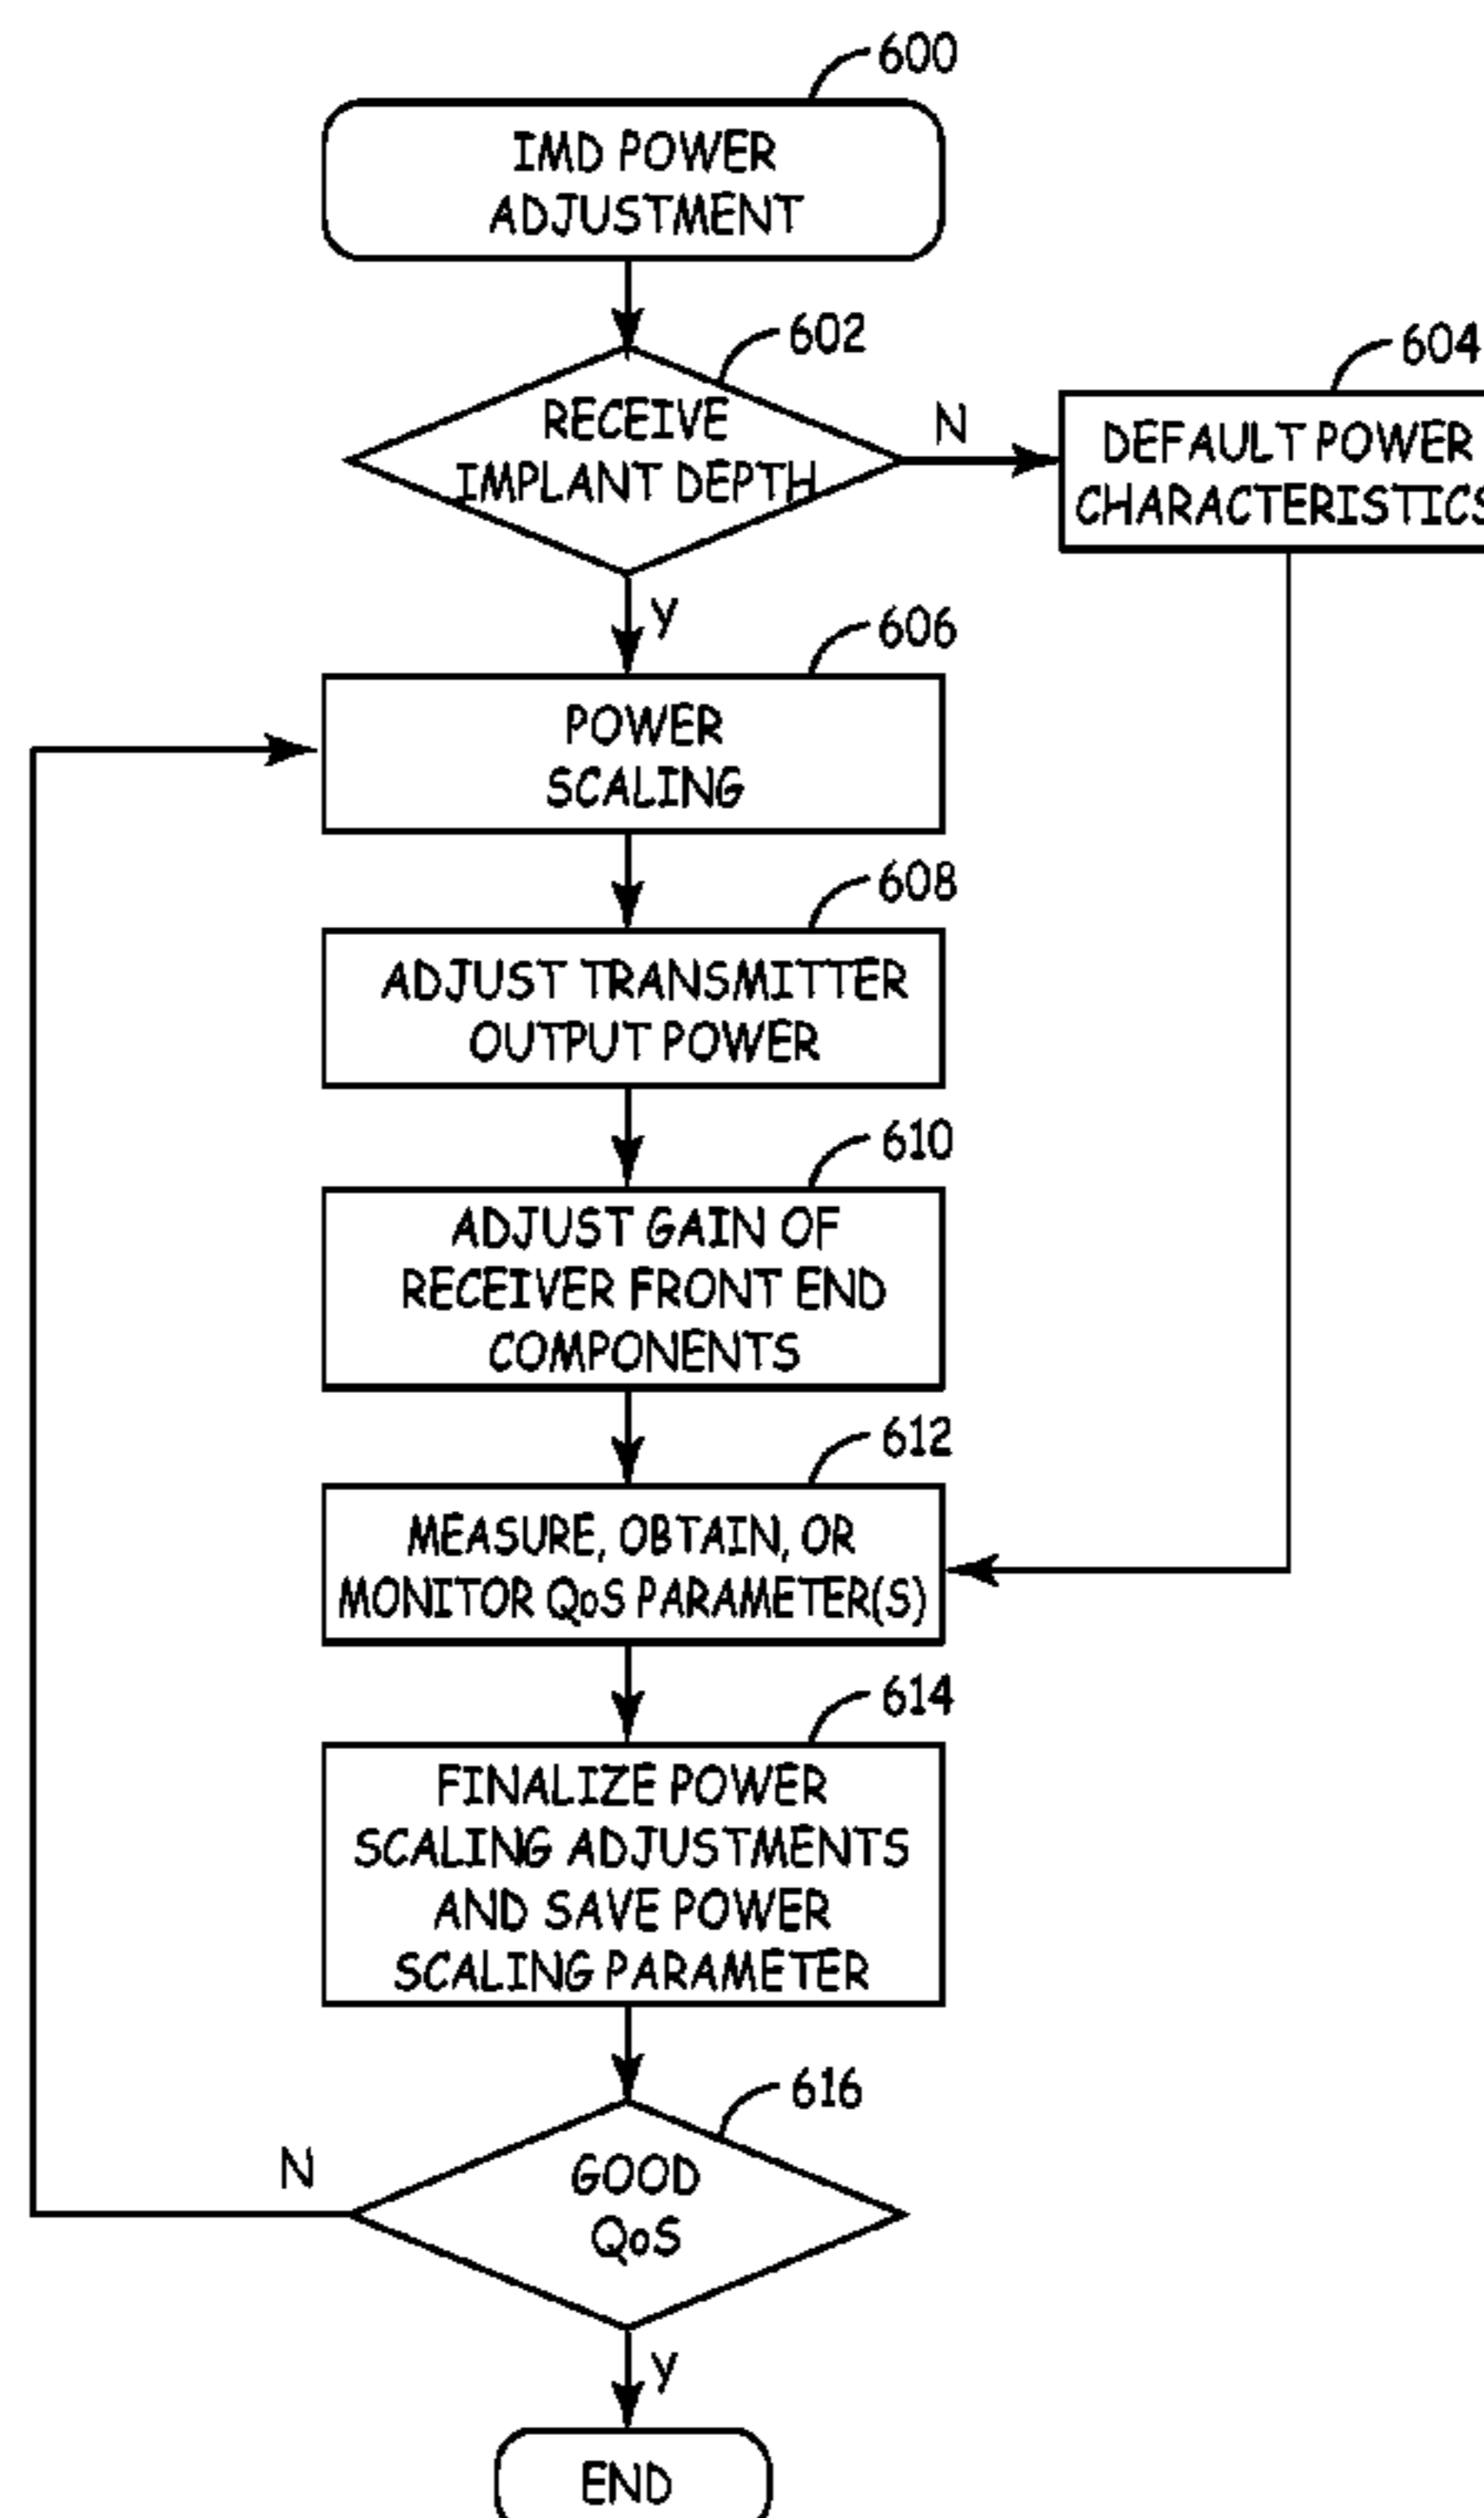 600
IMD POWER
ADJUSTMENT
602
RECEIVE
IMPLANT DEPTH
N
604
DEFAULT POWER
CHARACTERISTICS
Y
606
POWER
SCALING
608
ADJUST TRANSMITTER
OUTPUT POWER
610
ADJUST GAIN OF
RECEIVER FRONT END
COMPONENTS
612
MEASURE, OBTAIN, OR
MONITOR QoS PARAMETER(S)
614
FINALIZE POWER
SCALING ADJUSTMENTS
AND SAVE POWER
SCALING PARAMETER
616
GOOD
QoS
N
Y
END